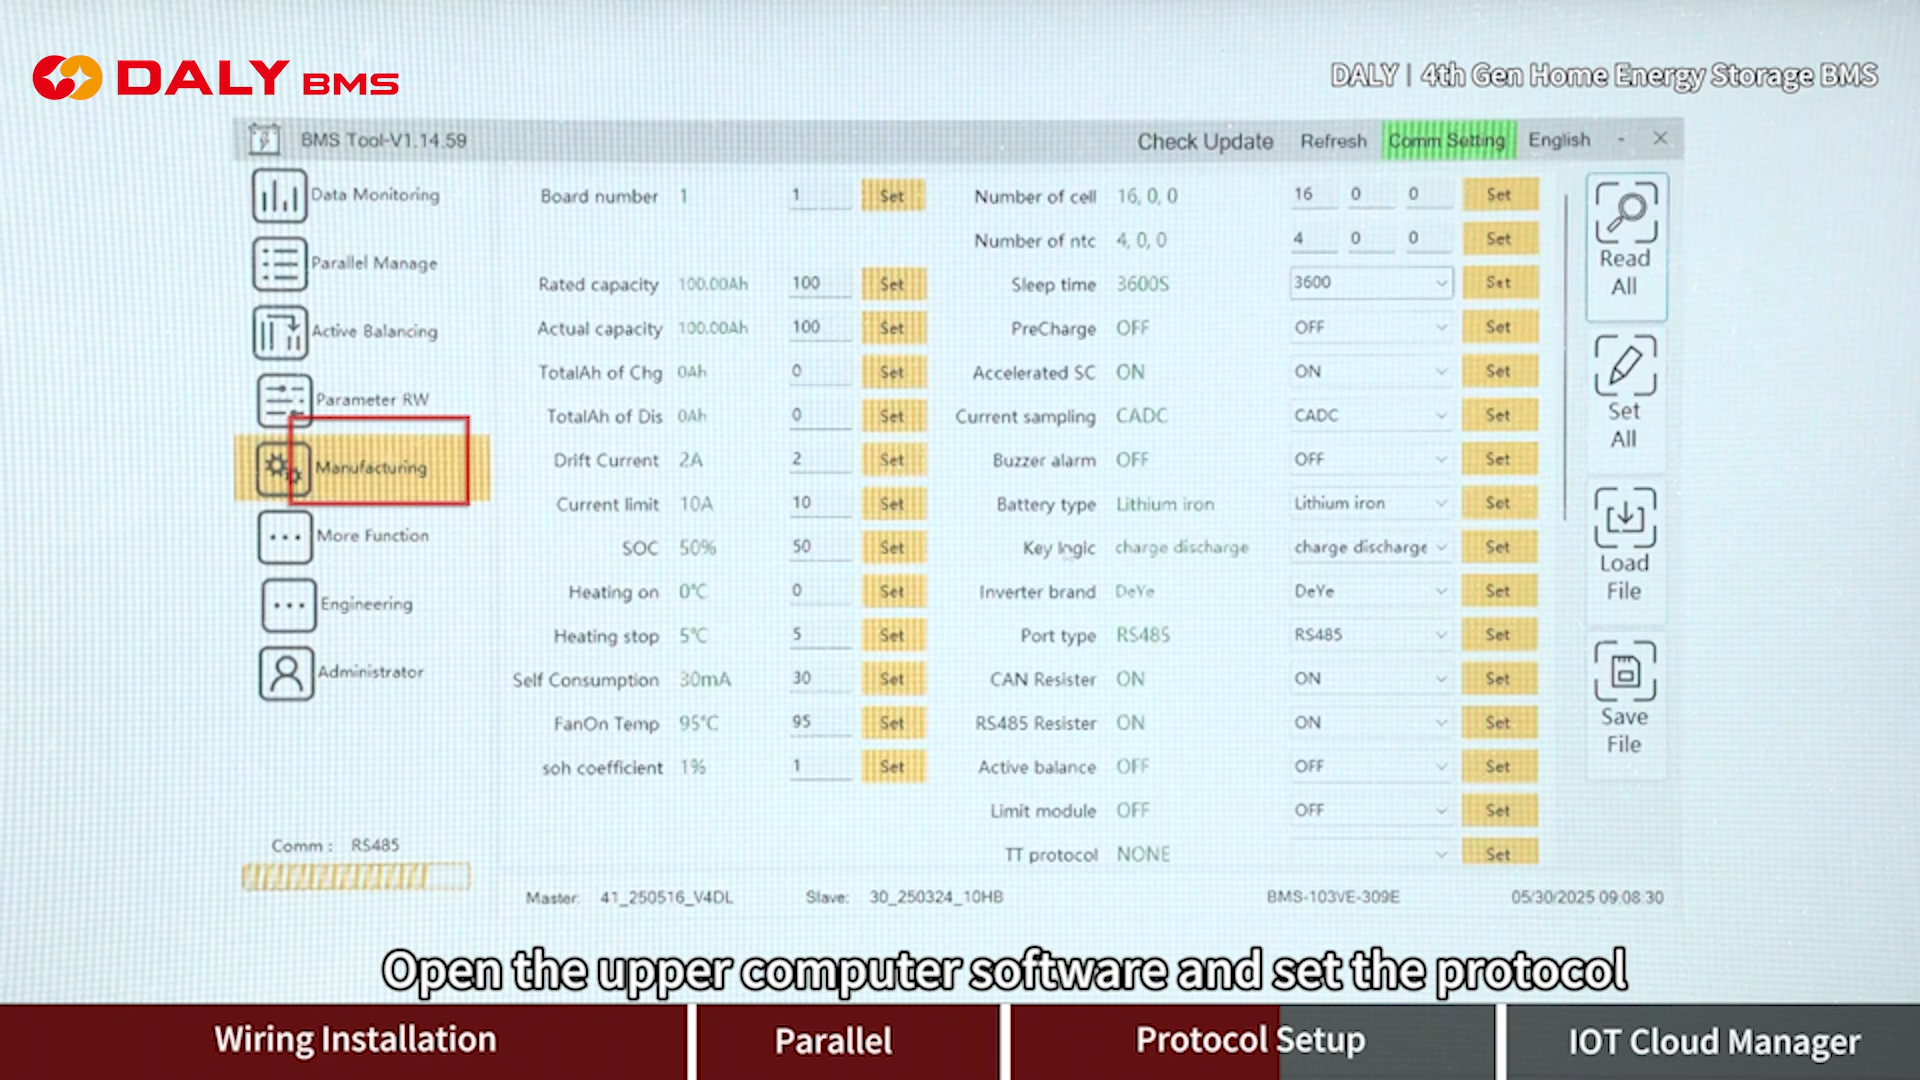 DALY BMS
DALY | 4th Gen Home Energy Storage BMS
BMS Tool-V1.14.59
Check Update Refresh Comm Setting English - ×
Data Monitoring
Parallel Manage
Active Balancing
Parameter RW
Manufacturing
More Function
Engineering
Administrator
Comm : RS485
Board number 1 1 Set
Rated capacity 100.00Ah 100 Set
Actual capacity 100.00Ah 100 Set
TotalAh of Chg 0Ah 0 Set
TotalAh of Dis 0Ah 0 Set
Drift Current 2A 2 Set
Current limit 10A 10 Set
SOC 50% 50 Set
Heating on 0℃ 0 Set
Heating stop 5℃ 5 Set
Self Consumption 30mA 30 Set
FanOn Temp 95℃ 95 Set
soh coefficient 1% 1 Set
Number of cell 16, 0, 0 16 0 0 Set
Number of ntc 4, 0, 0 4 0 0 Set
Sleep time 3600S 3600 Set
PreCharge OFF OFF Set
Accelerated SC ON ON Set
Current sampling CADC CADC Set
Buzzer alarm OFF OFF Set
Battery type Lithium iron Lithium iron Set
Key logic charge discharge charge discharge Set
Inverter brand DeYe DeYe Set
Port type RS485 RS485 Set
CAN Resister ON ON Set
RS485 Resister ON ON Set
Active balance OFF OFF Set
Limit module OFF OFF Set
TT protocol NONE Set
Read
All
Set
All
Load
File
Save
File
Master: 41_250516_V4DL Slave: 30_250324_10HB BMS-103VE-309E 05/30/2025 09:08:30
Open the upper computer software and set the protocol
Wiring Installation Parallel Protocol Setup IOT Cloud Manager